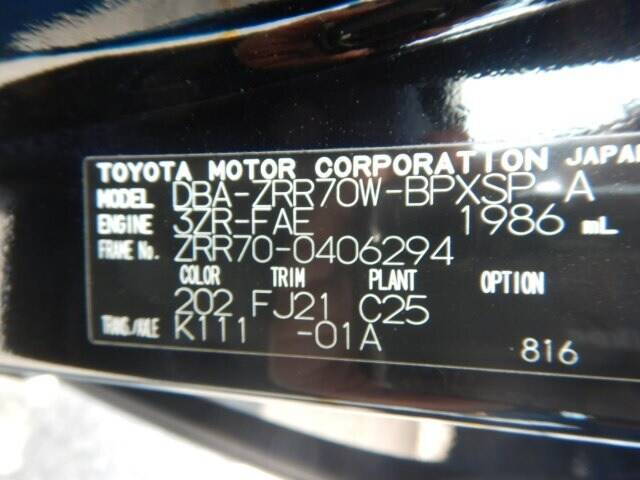 TOYOTA MOTOR CORPORATION JAPAN
MODEL DBA-ZRR70W-BPXSP-A
ENGINE 3ZR-FAE 1986 mL
FRAME No. ZRR70-0406294
COLOR TRIM PLANT OPTION
202 FJ21 C25
TRANS/AXLE K111 -01A
816